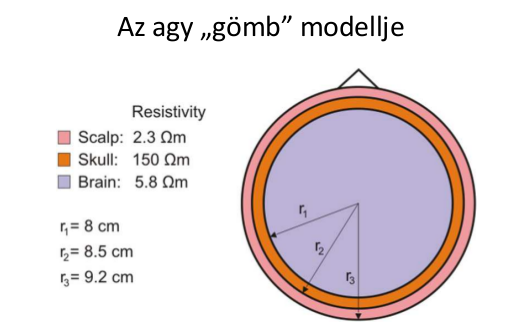 Az agy „gömb” modellje
Resistivity
Scalp: 2.3 Ωm
Skull: 150 Ωm
Brain: 5.8 Ωm
r₁= 8 cm
r₂= 8.5 cm
r₃= 9.2 cm
r₁
r₂
r₃